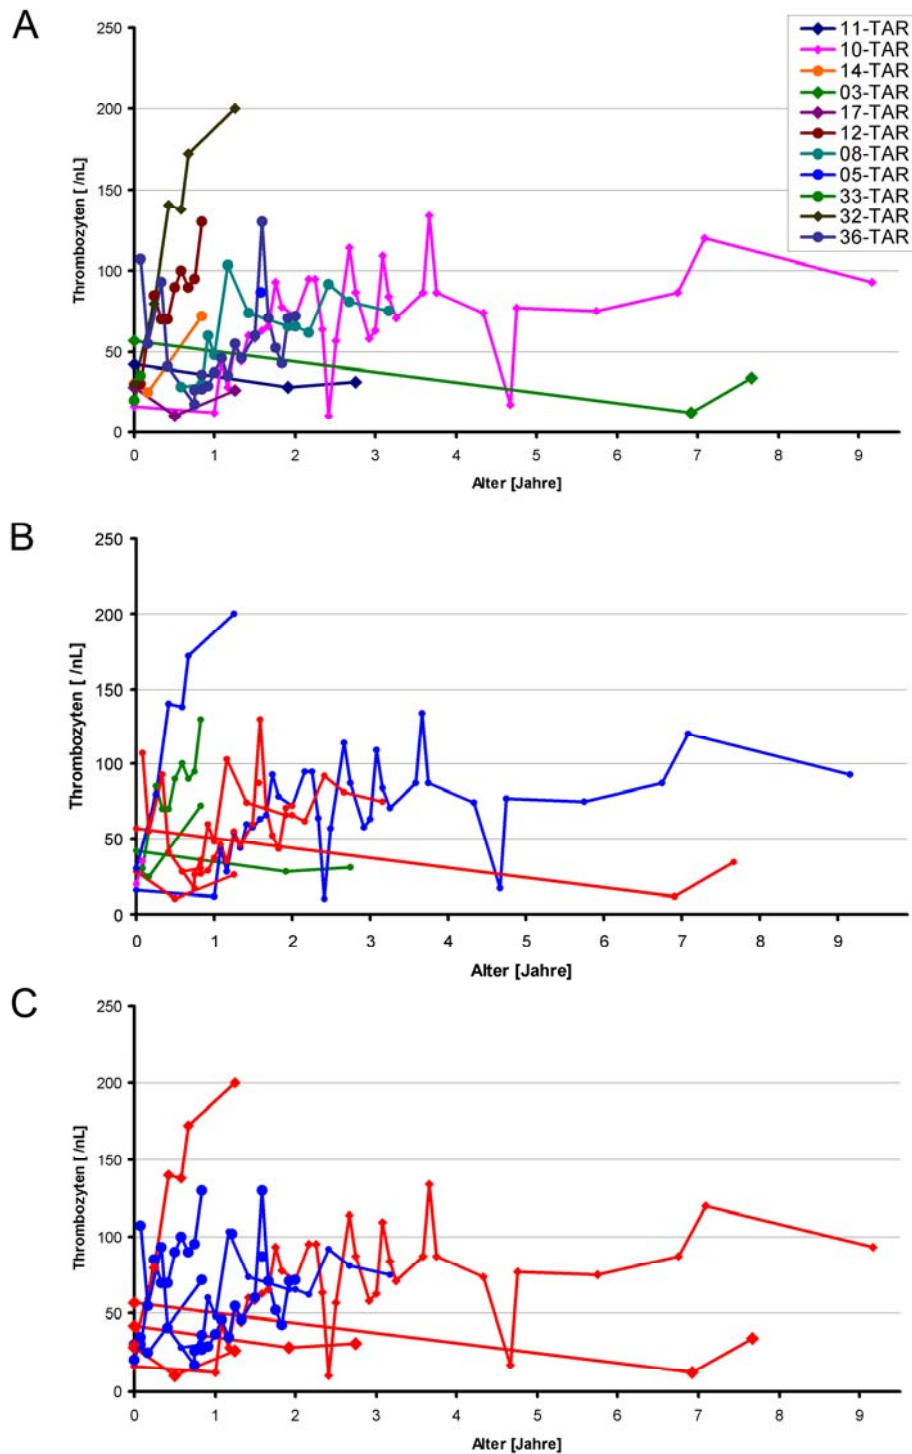 A
250
200
150
100
50
0
Thrombozyten [ /nL]
0 1 2 3 4 5 6 7 8 9
Alter [Jahre]
11-TAR
10-TAR
14-TAR
03-TAR
17-TAR
12-TAR
08-TAR
05-TAR
33-TAR
32-TAR
36-TAR
B
250
200
150
100
50
0
Thrombozyten [ /nL]
0 1 2 3 4 5 6 7 8 9
Alter [Jahre]
C
250
200
150
100
50
0
Thrombozyten [ /nL]
0 1 2 3 4 5 6 7 8 9
Alter [Jahre]